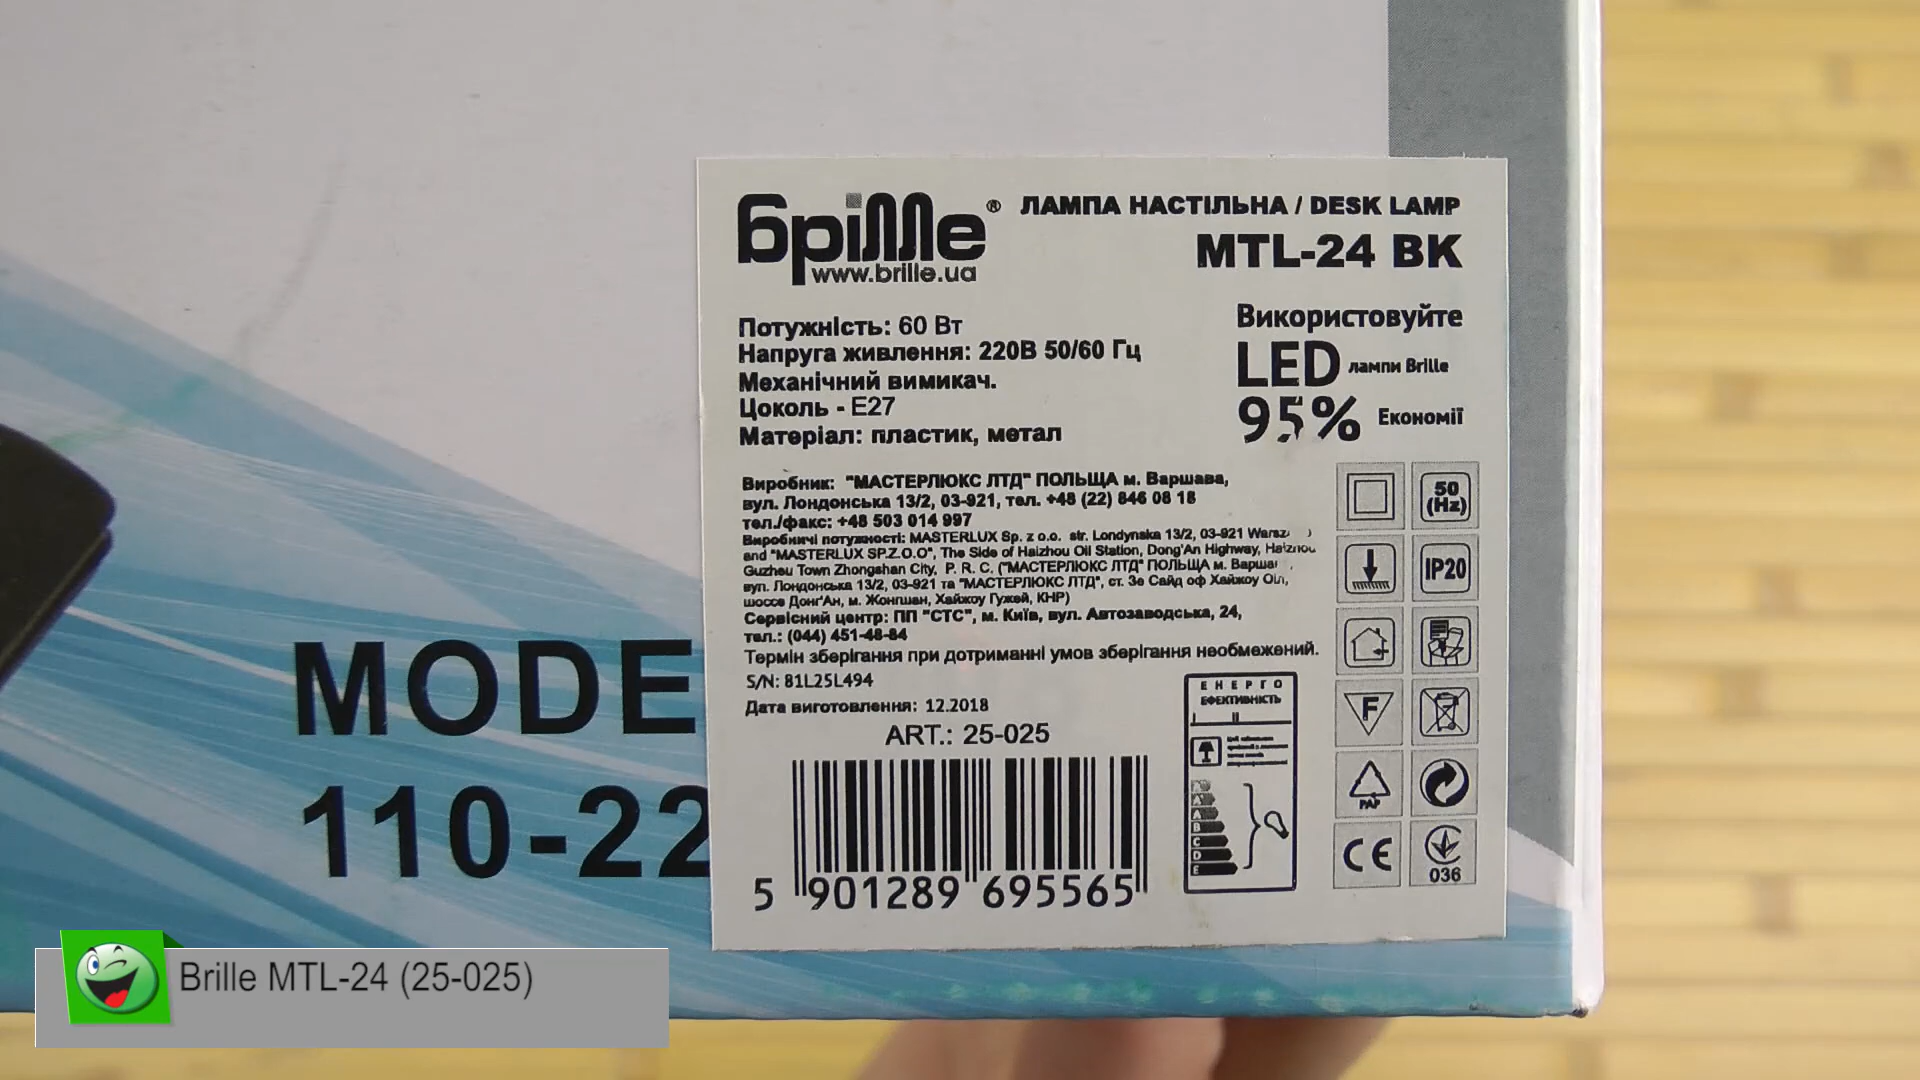 бріlle® ЛАМПА НАСТІЛЬНА / DESK LAMP
www.brille.ua
MTL-24 BK
Потужність: 60 Вт
Напруга живлення: 220В 50/60 Гц
Механічний вимикач.
Цоколь - E27
Матеріал: пластик, метал
Використовуйте
LED лампи Brille
95% Економії
Виробник: "МАСТЕРЛЮКС ЛТД" ПОЛЬЩА м. Варшава,
вул. Лондонська 13/2, 03-921, тел. +48 (22) 846 08 18
тел./факс: +48 503 014 997
Виробничі потужності: MASTERLUX Sp. z o.o. str. Londynska 13/2, 03-921
and "MASTERLUX SP.Z.O.O", The Side of Haizhou Oil Station, Dong'An Highway, Haizhou
Guzheu Town Zhongshan City, P. R. C. ("МАСТЕРЛЮКС ЛТД" ПОЛЬЩА м.
вул. Лондонська 13/2, 03-921 та "МАСТЕРЛЮКС ЛТД", ст. Зе Сайд оф Хайжоу Оіл,
шоссе Донг'Ан, м. Жонгшан, Хайжоу Гужей, КНР)
Сервісний центр: ПП "СТС", м. Київ, вул. Автозаводська, 24,
тел.: (044) 451-48-84
Термін зберігання при дотриманні умов зберігання необмежений.
S/N: 81L25L494
Дата виготовлення: 12.2018
ART.: 25-025
5 901289 695565
ЕНЕРГО
ЕФЕКТИВНІСТЬ
A
B
C
D
E
50
(Hz)
IP20
F
PAP
CE
036
MODE
110-22
Brille MTL-24 (25-025)